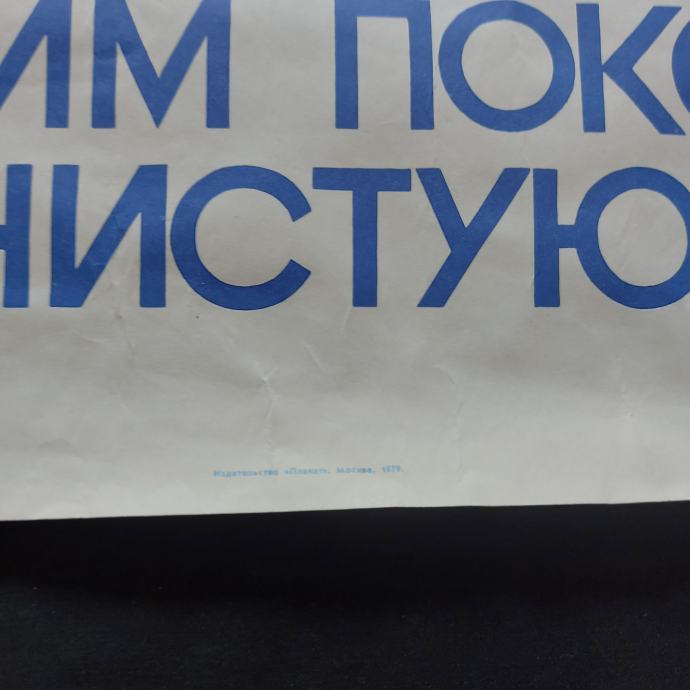 ИМ ПОКО
НИСТУЮ
Издательство «Плакат». Москва, 1979.